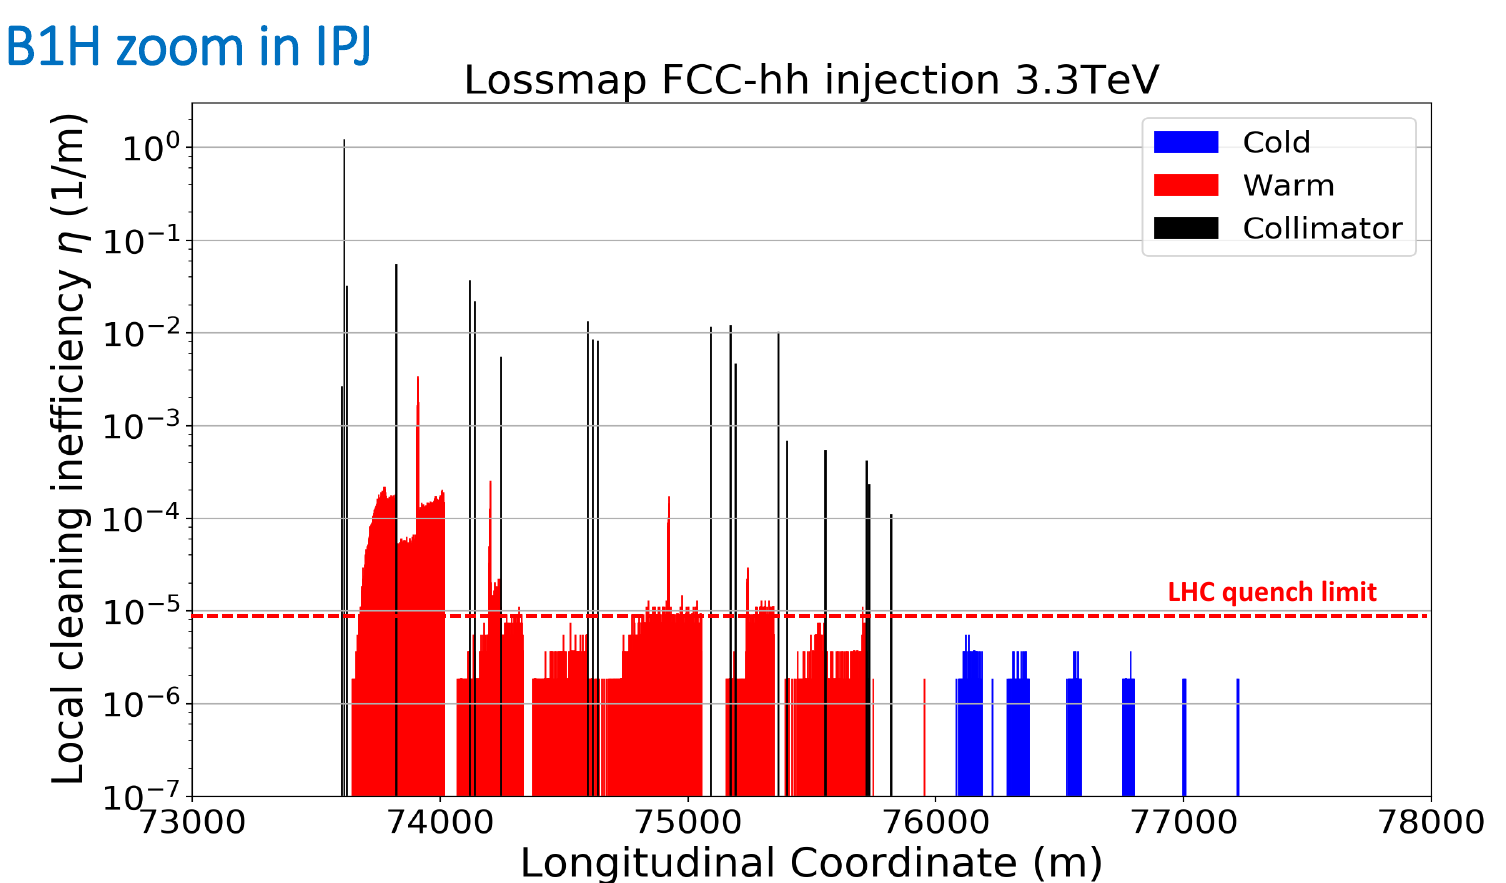 B1H zoom in IPJ
Lossmap FCC-hh injection 3.3TeV
Local cleaning inefficiency η (1/m)
10⁰
10⁻¹
10⁻²
10⁻³
10⁻⁴
10⁻⁵
10⁻⁶
10⁻⁷
Cold
Warm
Collimator
LHC quench limit
73000 74000 75000 76000 77000 78000
Longitudinal Coordinate (m)